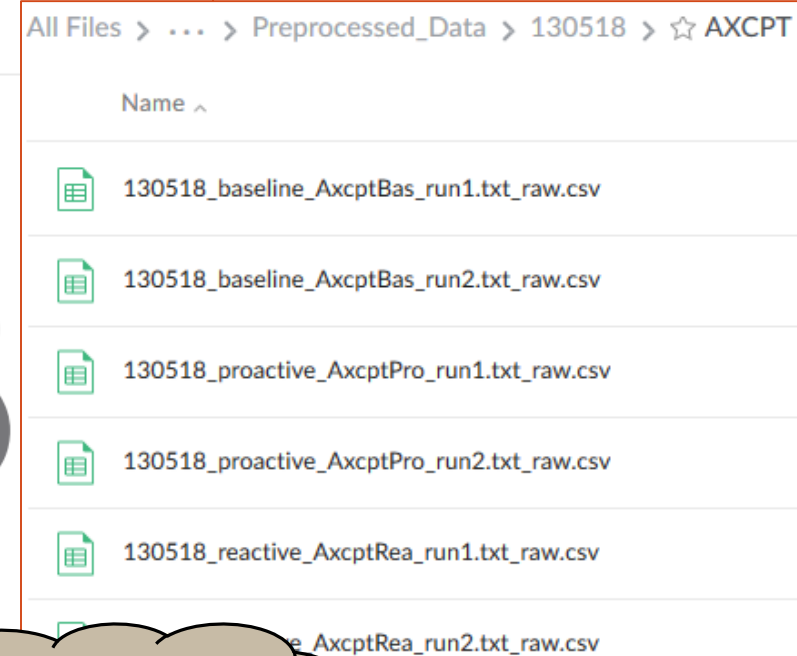 All Files > ... > Preprocessed_Data > 130518 > ☆ AXCPT
Name ^
130518_baseline_AxcptBas_run1.txt_raw.csv
130518_baseline_AxcptBas_run2.txt_raw.csv
130518_proactive_AxcptPro_run1.txt_raw.csv
130518_proactive_AxcptPro_run2.txt_raw.csv
130518_reactive_AxcptRea_run1.txt_raw.csv
e_AxcptRea_run2.txt_raw.csv